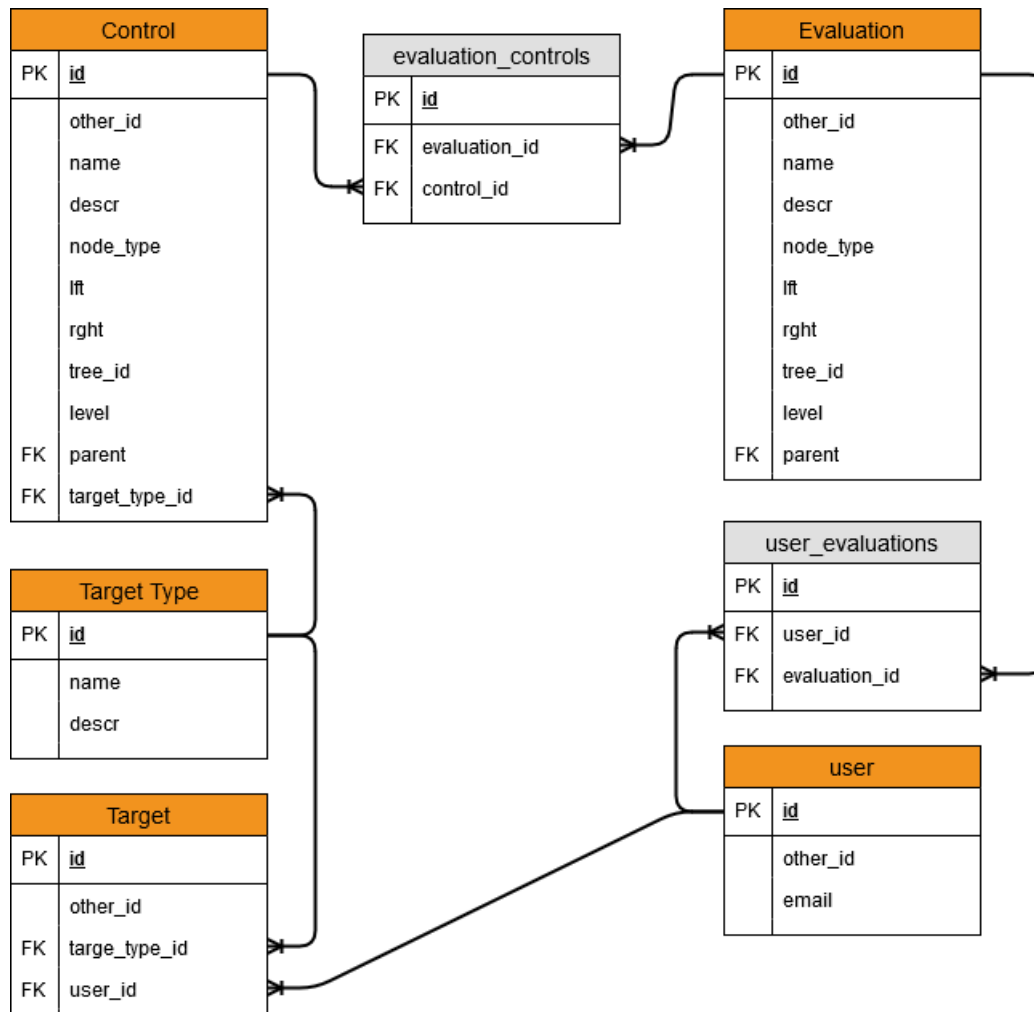 Control
PK id
other_id
name
descr
node_type
lft
rght
tree_id
level
FK parent
FK target_type_id
evaluation_controls
PK id
FK evaluation_id
FK control_id
Evaluation
PK id
other_id
name
descr
node_type
lft
rght
tree_id
level
FK parent
Target Type
PK id
name
descr
user_evaluations
PK id
FK user_id
FK evaluation_id
Target
PK id
other_id
FK targe_type_id
FK user_id
user
PK id
other_id
email